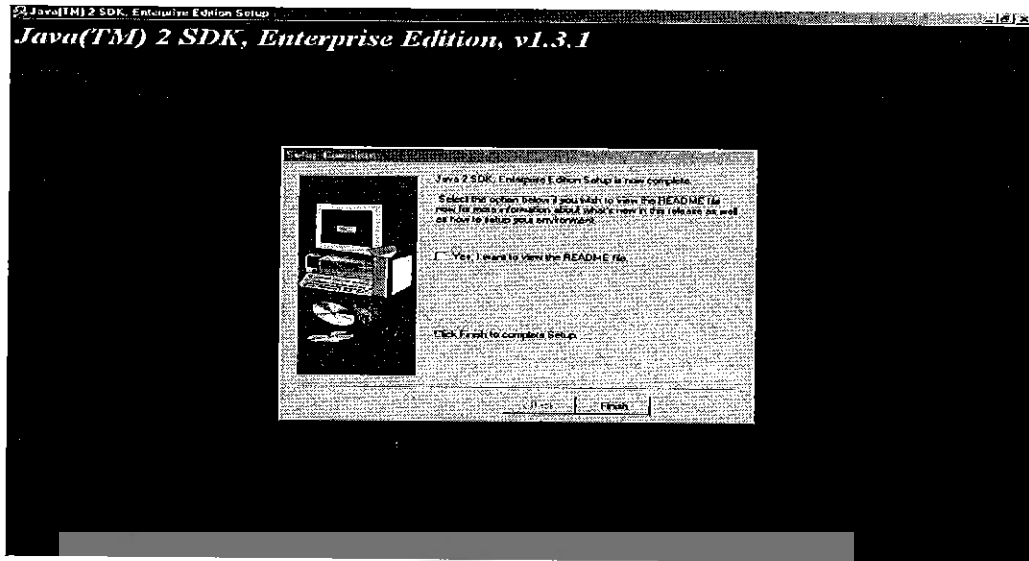 Java(TM) 2 SDK, Enterprise Edition Setup
Java(TM) 2 SDK, Enterprise Edition, v1.3.1
Setup Complete
Java 2 SDK, Enterprise Edition Setup is now complete.
Select the option below if you wish to view the README file
now for more information about what's new in this release as well
as how to setup your environment.
Yes, I want to view the README file.
Click Finish to complete Setup.
Finish